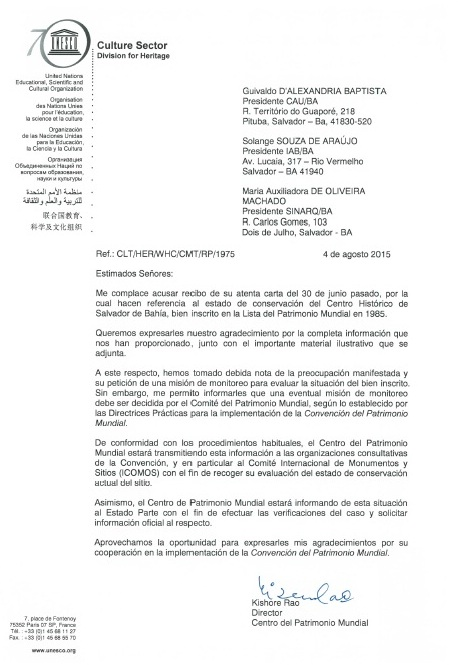 70
UNESCO
Culture Sector
Division for Heritage
United Nations
Educational, Scientific and
Cultural Organization
Organisation
des Nations Unies
pour l'éducation,
la science et la culture
Organización
de las Naciones Unidas
para la Educación,
la Ciencia y la Cultura
Организация
Объединенных Наций по
вопросам образования,
науки и культуры
منظمة الأمم المتحدة
للتربية والعلم والثقافة
联合国教育、
科学及文化组织
Guivaldo D'ALEXANDRIA BAPTISTA
Presidente CAU/BA
R. Território do Guaporé, 218
Pituba, Salvador – Ba, 41830-520
Solange SOUZA DE ARAÚJO
Presidente IAB/BA
Av. Lucaia, 317 – Rio Vermelho
Salvador – BA 41940
Maria Auxiliadora DE OLIVEIRA
MACHADO
Presidente SINARQ/BA
R. Carlos Gomes, 103
Dois de Julho, Salvador - BA
Ref.: CLT/HER/WHC/CMT/RP/1975
4 de agosto 2015
Estimados Señores:
Me complace acusar recibo de su atenta carta del 30 de junio pasado, por la
cual hacen referencia al estado de conservación del Centro Histórico de
Salvador de Bahía, bien inscrito en la Lista del Patrimonio Mundial en 1985.
Queremos expresarles nuestro agradecimiento por la completa información que
nos han proporcionado, junto con el importante material ilustrativo que se
adjunta.
A este respecto, hemos tomado debida nota de la preocupación manifestada y
su petición de una misión de monitoreo para evaluar la situación del bien inscrito.
Sin embargo, me permito informarles que una eventual misión de monitoreo
debe ser decidida por el Comité del Patrimonio Mundial, según lo establecido por
las Directrices Prácticas para la implementación de la Convención del Patrimonio
Mundial.
De conformidad con los procedimientos habituales, el Centro del Patrimonio
Mundial estará transmitiendo esta información a las organizaciones consultativas
de la Convención, y en particular al Comité Internacional de Monumentos y
Sitios (ICOMOS) con el fin de recoger su evaluación del estado de conservación
actual del sitio.
Asimismo, el Centro de Patrimonio Mundial estará informando de esta situación
al Estado Parte con el fin de efectuar las verificaciones del caso y solicitar
información oficial al respecto.
Aprovechamos la oportunidad para expresarles mis agradecimientos por su
cooperación en la implementación de la Convención del Patrimonio Mundial.
Kishore Rao
Director
Centro del Patrimonio Mundial
7, place de Fontenoy
75352 Paris 07 SP, France
Tél. : +33 (0)1 45 68 11 27
Fax : +33 (0)1 45 68 55 70
www.unesco.org